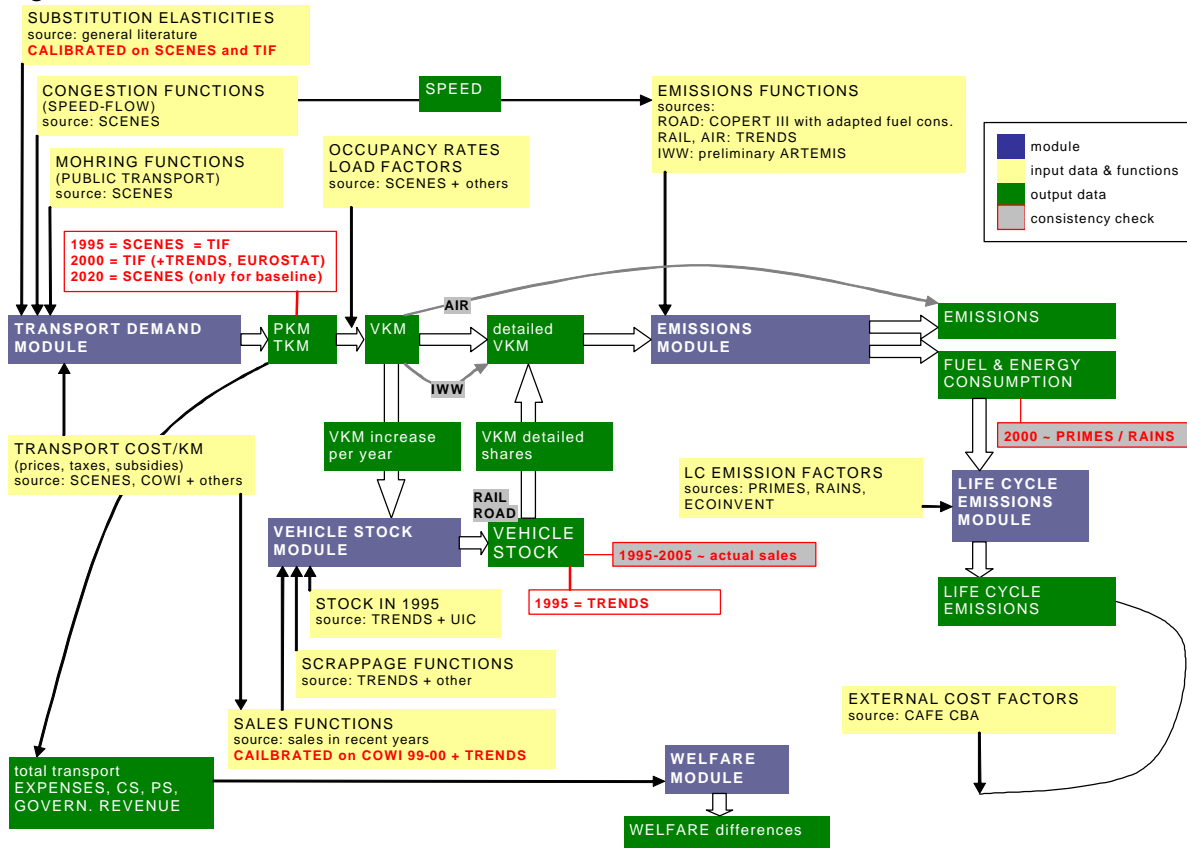 SUBSTITUTION ELASTICITIES
source: general literature
CALIBRATED on SCENES and TIF
CONGESTION FUNCTIONS
(SPEED-FLOW)
source: SCENES
SPEED
EMISSIONS FUNCTIONS
sources:
ROAD: COPERT III with adapted fuel cons.
RAIL, AIR: TRENDS
IWW: preliminary ARTEMIS
module
input data & functions
output data
consistency check
MOHRING FUNCTIONS
(PUBLIC TRANSPORT)
source: SCENES
OCCUPANCY RATES
LOAD FACTORS
source: SCENES + others
1995 = SCENES = TIF
2000 = TIF (+TRENDS, EUROSTAT)
2020 = SCENES (only for baseline)
AIR
TRANSPORT DEMAND
MODULE
PKM
TKM
VKM
detailed
VKM
EMISSIONS
MODULE
EMISSIONS
IWW
FUEL & ENERGY
CONSUMPTION
2000 ~ PRIMES / RAINS
TRANSPORT COST/KM
(prices, taxes, subsidies)
source: SCENES, COWI + others
VKM increase
per year
VKM detailed
shares
LC EMISSION FACTORS
sources: PRIMES, RAINS,
ECOINVENT
LIFE CYCLE
EMISSIONS
MODULE
RAIL
ROAD
VEHICLE STOCK
MODULE
VEHICLE
STOCK
1995-2005 ~ actual sales
1995 = TRENDS
LIFE CYCLE
EMISSIONS
STOCK IN 1995
source: TRENDS + UIC
SCRAPPAGE FUNCTIONS
source: TRENDS + other
SALES FUNCTIONS
source: sales in recent years
CAILBRATED on COWI 99-00 + TRENDS
EXTERNAL COST FACTORS
source: CAFE CBA
total transport
EXPENSES, CS, PS,
GOVERN. REVENUE
WELFARE
MODULE
WELFARE differences